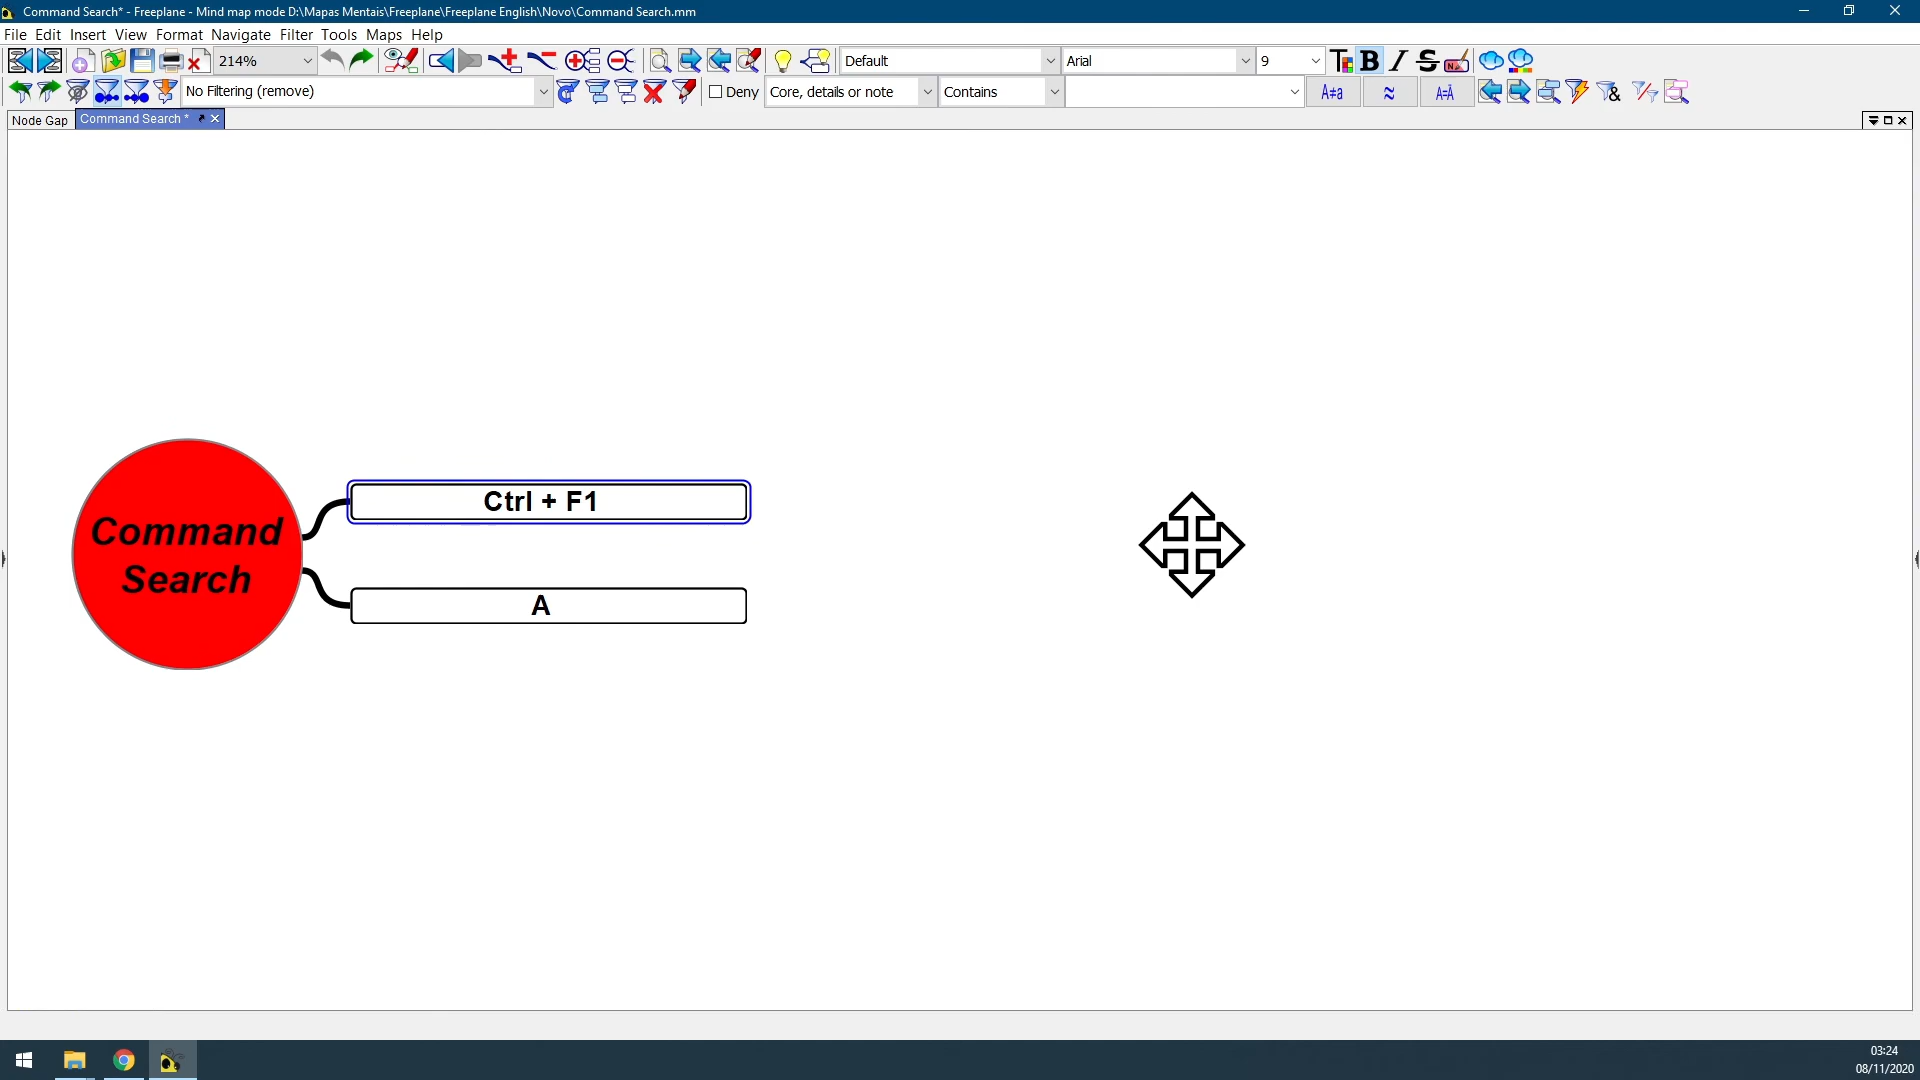 Command Search* - Freeplane - Mind map mode D:\Mapas Mentais\Freeplane\Freeplane English\Novo\Command Search.mm
File Edit Insert View Format Navigate Filter Tools Maps Help
214% Default Arial 9
No Filtering (remove) Deny Core, details or note Contains A≠a ≈ A=Ā
Node Gap Command Search *
Command
Search
Ctrl + F1
A
03:24
08/11/2020